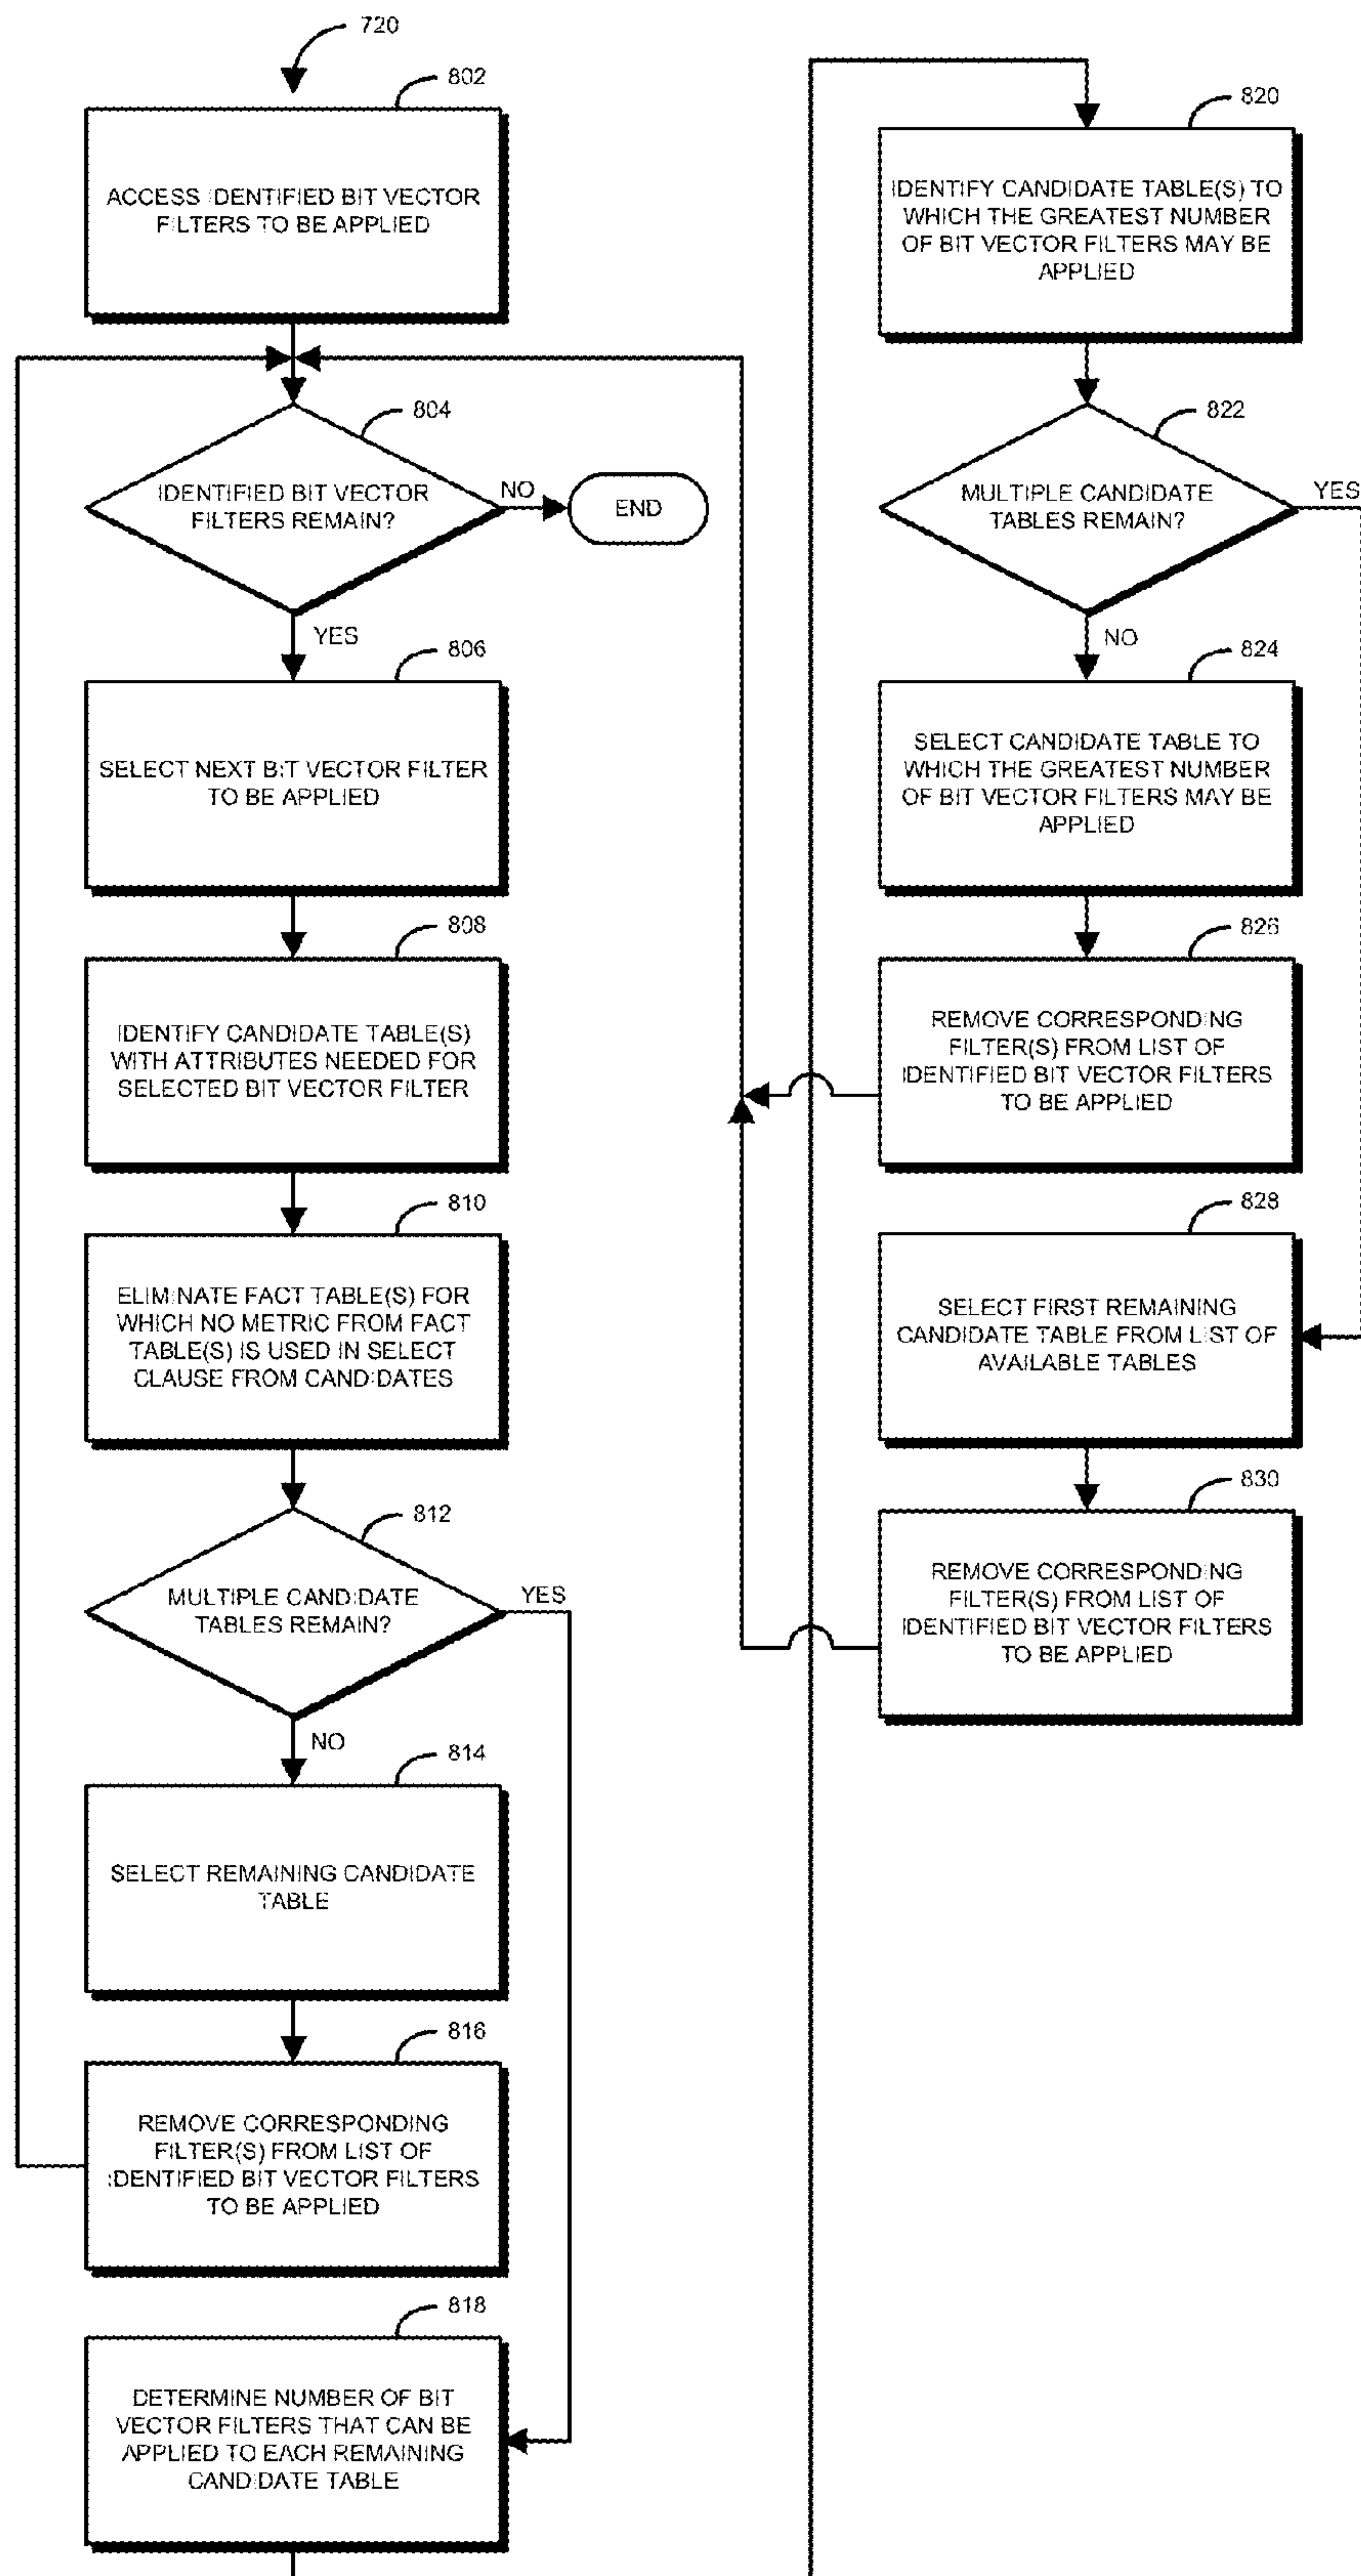 720
802
ACCESS IDENTIFIED BIT VECTOR
FILTERS TO BE APPLIED
804
IDENTIFIED BIT VECTOR
FILTERS REMAIN?
NO
END
YES
806
SELECT NEXT BIT VECTOR FILTER
TO BE APPLIED
808
IDENTIFY CANDIDATE TABLE(S)
WITH ATTRIBUTES NEEDED FOR
SELECTED BIT VECTOR FILTER
810
ELIMINATE FACT TABLE(S) FOR
WHICH NO METRIC FROM FACT
TABLE(S) IS USED IN SELECT
CLAUSE FROM CANDIDATES
812
MULTIPLE CANDIDATE
TABLES REMAIN?
YES
NO
814
SELECT REMAINING CANDIDATE
TABLE
816
REMOVE CORRESPONDING
FILTER(S) FROM LIST OF
IDENTIFIED BIT VECTOR FILTERS
TO BE APPLIED
818
DETERMINE NUMBER OF BIT
VECTOR FILTERS THAT CAN BE
APPLIED TO EACH REMAINING
CANDIDATE TABLE
820
IDENTIFY CANDIDATE TABLE(S) TO
WHICH THE GREATEST NUMBER
OF BIT VECTOR FILTERS MAY BE
APPLIED
822
MULTIPLE CANDIDATE
TABLES REMAIN?
YES
NO
824
SELECT CANDIDATE TABLE TO
WHICH THE GREATEST NUMBER
OF BIT VECTOR FILTERS MAY BE
APPLIED
826
REMOVE CORRESPONDING
FILTER(S) FROM LIST OF
IDENTIFIED BIT VECTOR FILTERS
TO BE APPLIED
828
SELECT FIRST REMAINING
CANDIDATE TABLE FROM LIST OF
AVAILABLE TABLES
830
REMOVE CORRESPONDING
FILTER(S) FROM LIST OF
IDENTIFIED BIT VECTOR FILTERS
TO BE APPLIED